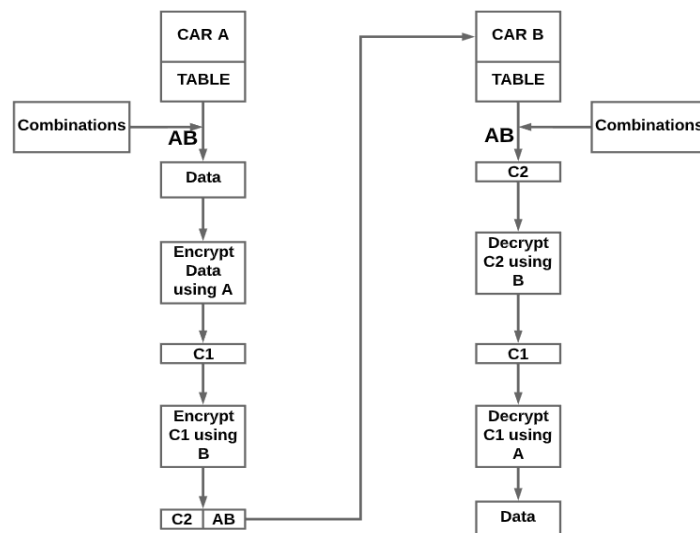 CAR A
TABLE
Combinations
AB
Data
Encrypt
Data
using A
C1
Encrypt
C1 using
B
C2 AB
CAR B
TABLE
Combinations
AB
C2
Decrypt
C2 using
B
C1
Decrypt
C1 using
A
Data